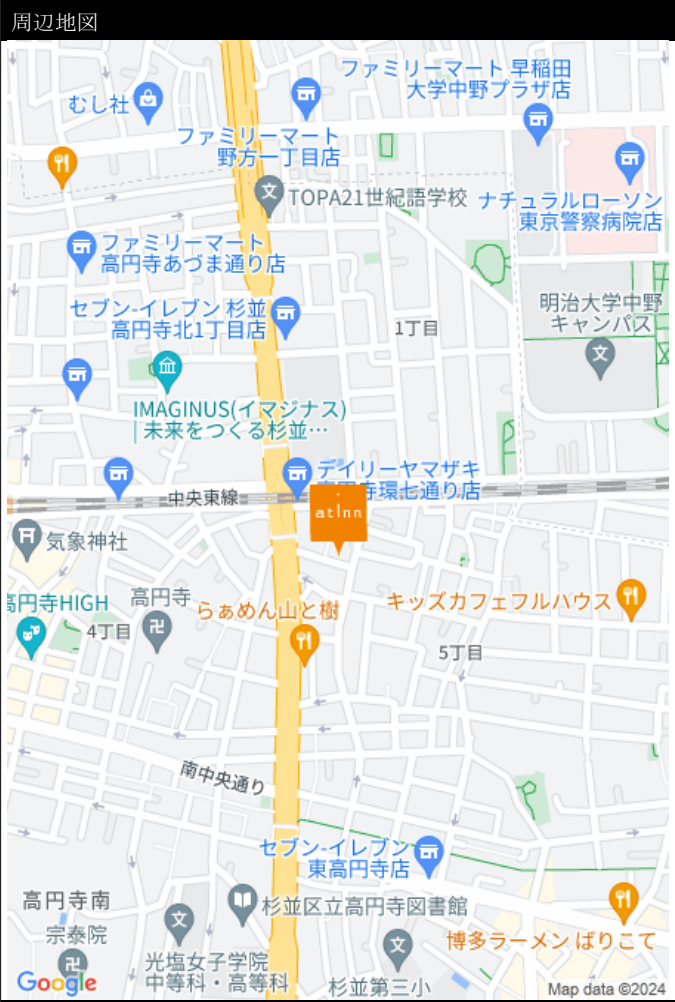 周辺地図
ファミリーマート 早稲田
大学中野プラザ店
むし社
ファミリーマート
野方一丁目店
TOPA21世紀語学校
ナチュラルローソン
東京警察病院店
ファミリーマート
高円寺あづま通り店
セブン-イレブン 杉並
高円寺北1丁目店
明治大学中野
キャンパス
1丁目
IMAGINUS(イマジナス)
| 未来をつくる杉並…
デイリーヤマザキ
高円寺環七通り店
中央東線
at inn
気象神社
高円寺HIGH
高円寺
4丁目
らぁめん山と樹
キッズカフェフルハウス
5丁目
南中央通り
セブン-イレブン
東高円寺店
高円寺南
杉並区立高円寺図書館
宗泰院
光塩女子学院
中等科・高等科
博多ラーメン ばりこて
杉並第三小
Google
Map data ©2024